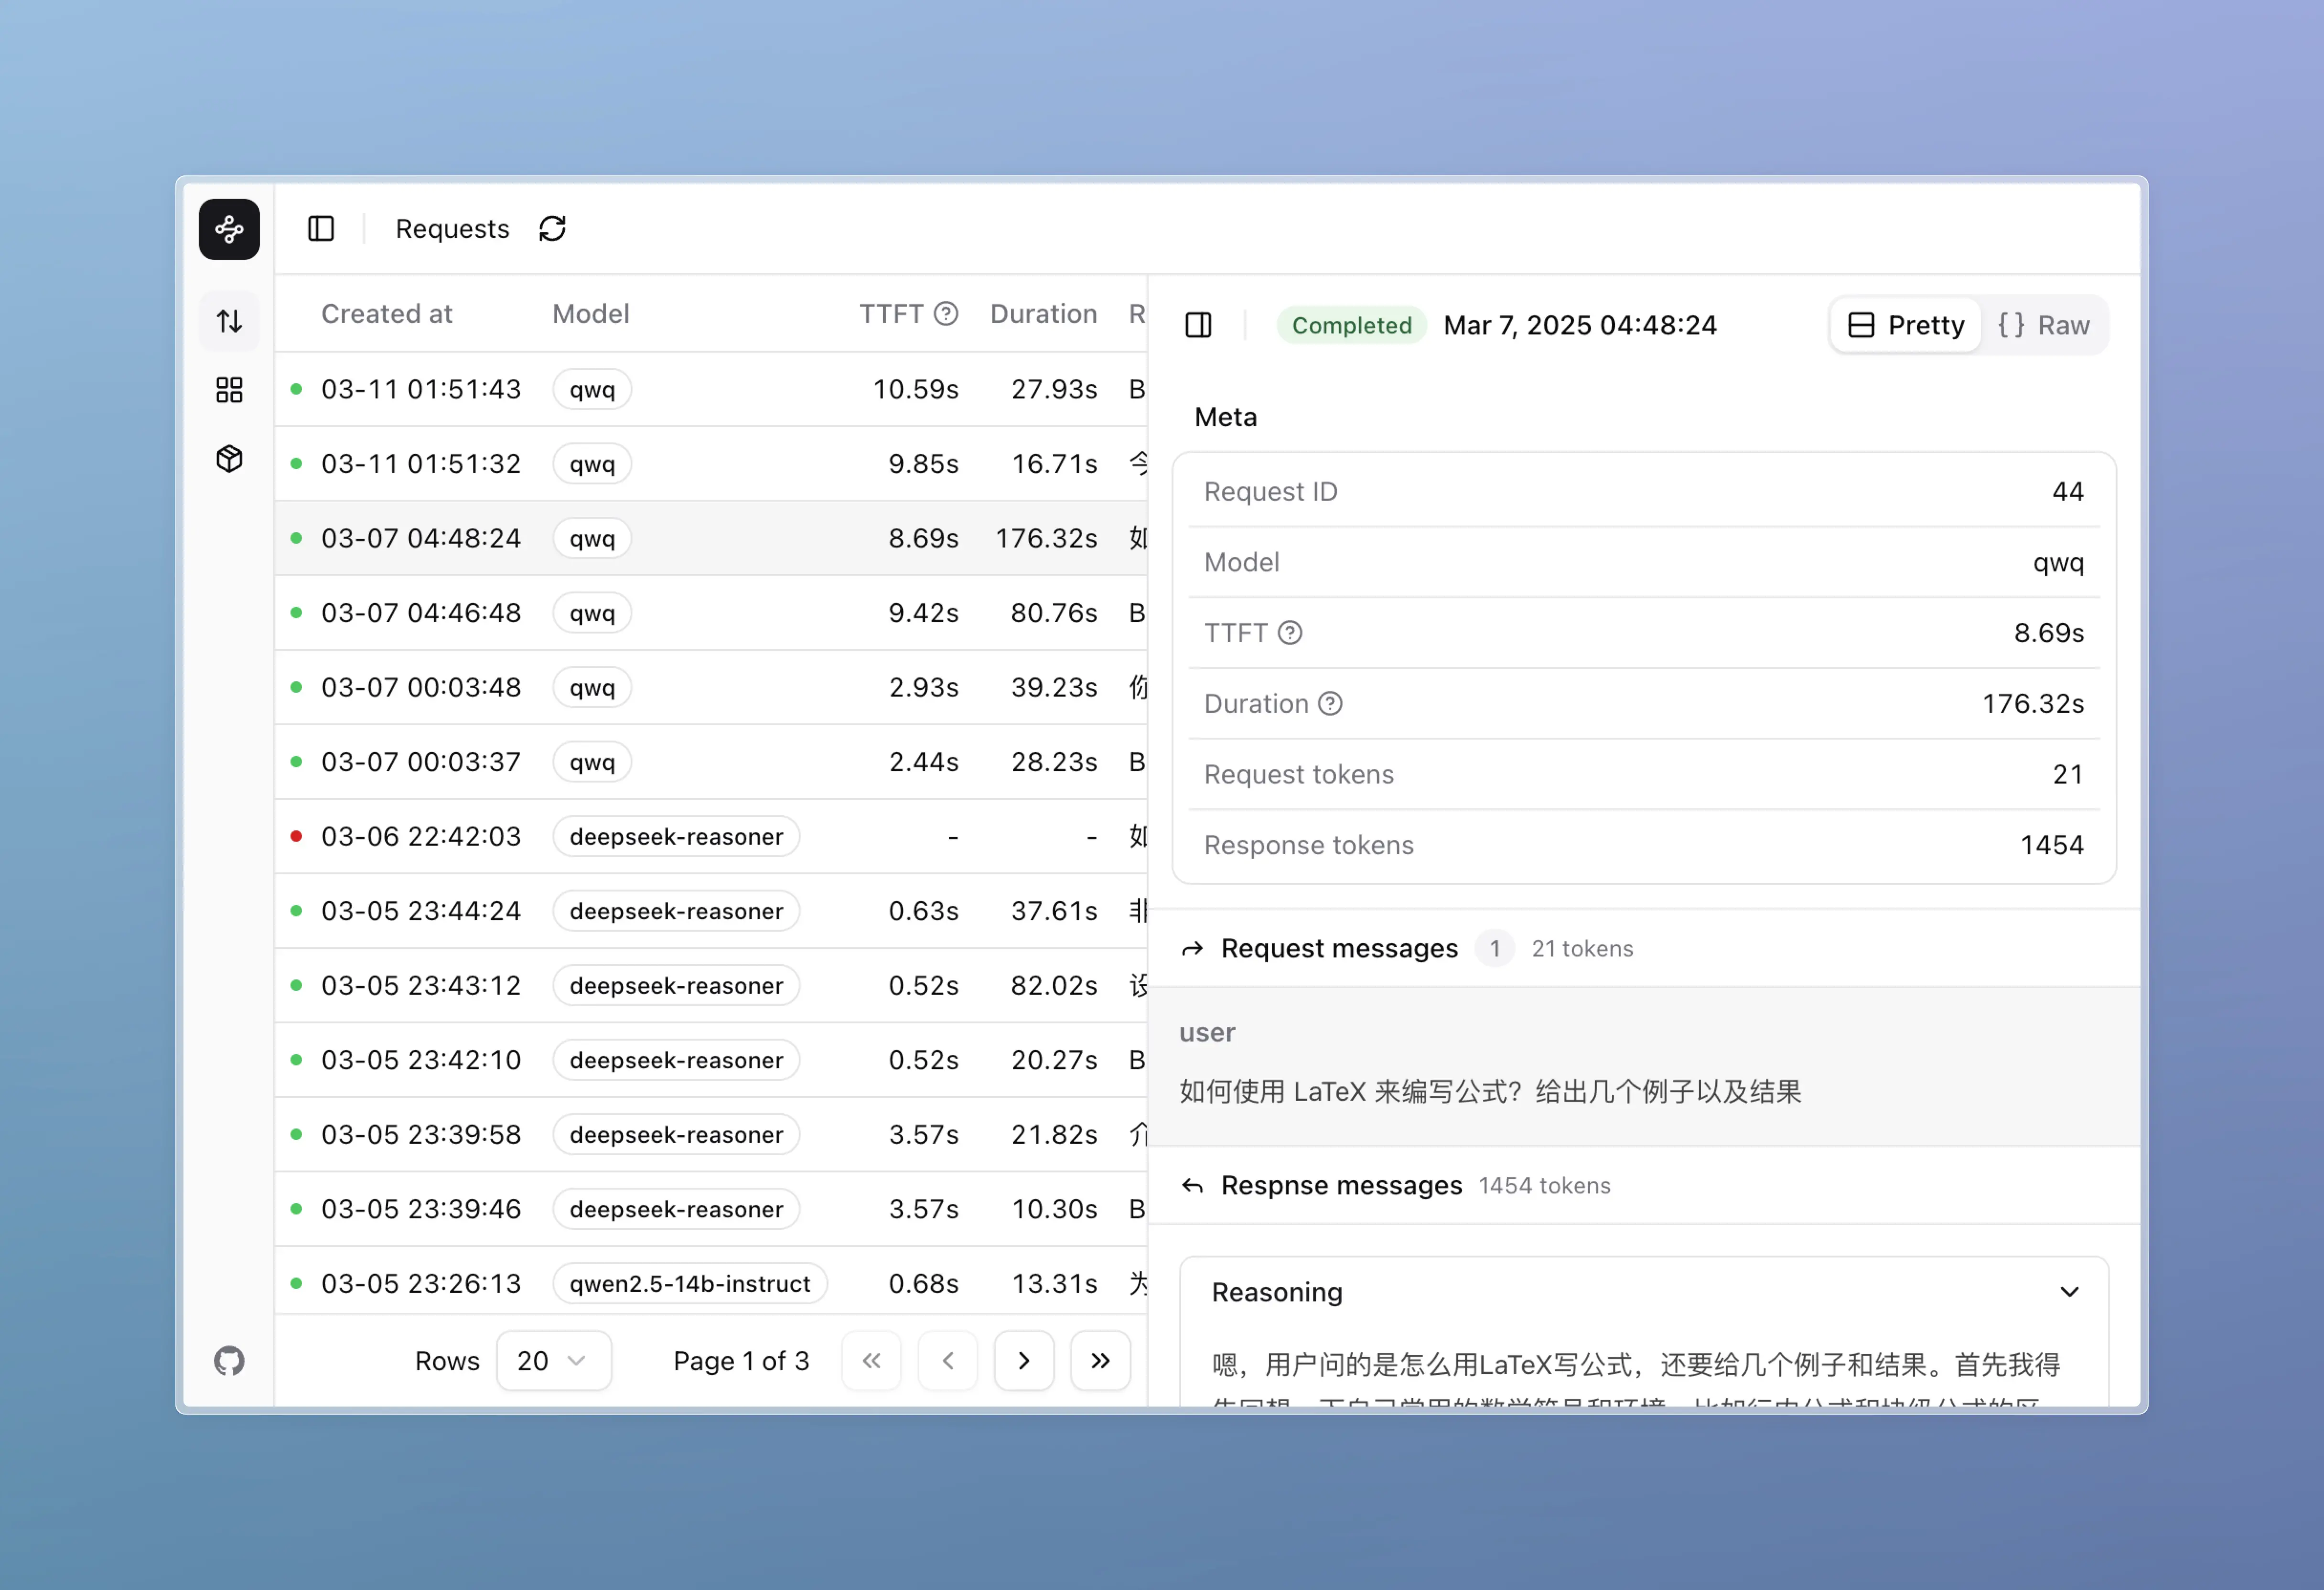 Requests
Created at Model TTFT Duration R
03-11 01:51:43 qwq 10.59s 27.93s B
03-11 01:51:32 qwq 9.85s 16.71s 今
03-07 04:48:24 qwq 8.69s 176.32s 如
03-07 04:46:48 qwq 9.42s 80.76s B
03-07 00:03:48 qwq 2.93s 39.23s 你
03-07 00:03:37 qwq 2.44s 28.23s B
03-06 22:42:03 deepseek-reasoner - - 如
03-05 23:44:24 deepseek-reasoner 0.63s 37.61s
03-05 23:43:12 deepseek-reasoner 0.52s 82.02s 设
03-05 23:42:10 deepseek-reasoner 0.52s 20.27s B
03-05 23:39:58 deepseek-reasoner 3.57s 21.82s 介
03-05 23:39:46 deepseek-reasoner 3.57s 10.30s B
03-05 23:26:13 qwen2.5-14b-instruct 0.68s 13.31s 为
Rows 20 Page 1 of 3
Completed Mar 7, 2025 04:48:24 Pretty {} Raw
Meta
Request ID 44
Model qwq
TTFT 8.69s
Duration 176.32s
Request tokens 21
Response tokens 1454
Request messages 1 21 tokens
user
如何使用 LaTeX 来编写公式？给出几个例子以及结果
Respnse messages 1454 tokens
Reasoning
嗯，用户问的是怎么用LaTeX写公式，还要给几个例子和结果。首先我得